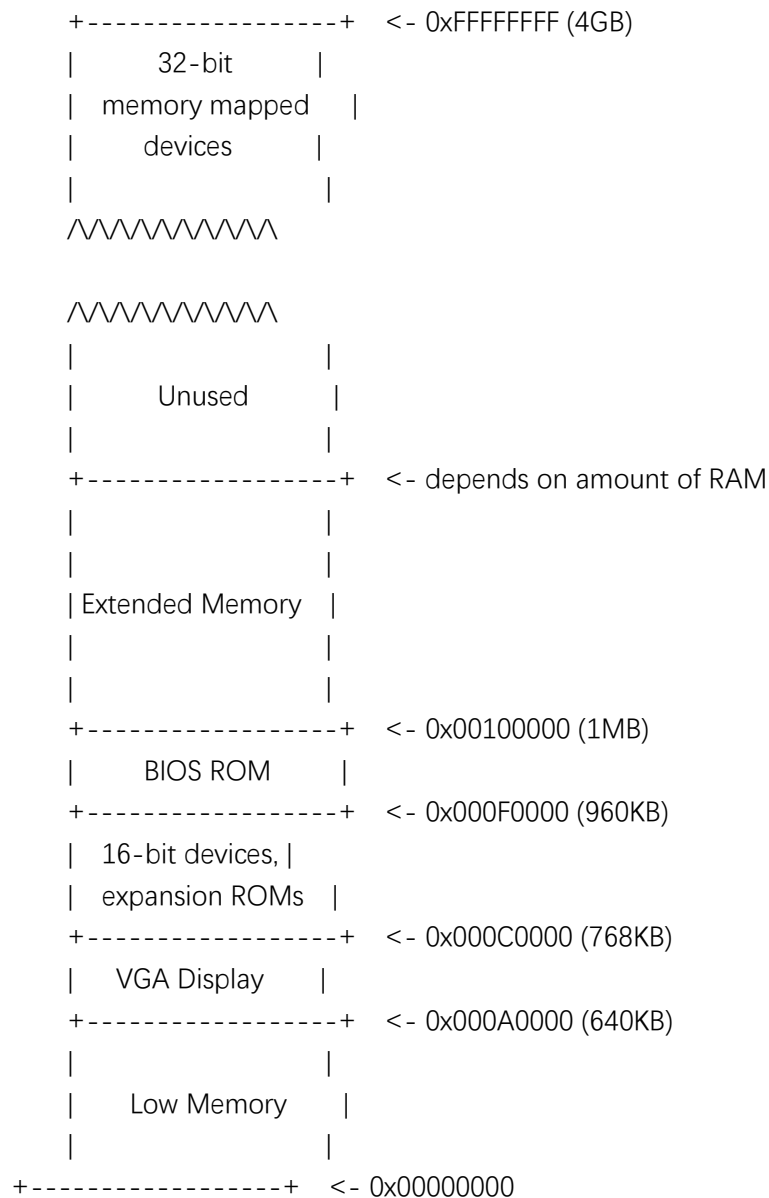 +------------------+ <- 0xFFFFFFFF (4GB)
| 32-bit |
| memory mapped |
| devices |
| |
/\/\/\/\/\/\/\/\/\/\

/\/\/\/\/\/\/\/\/\/\
| |
| Unused |
| |
+------------------+ <- depends on amount of RAM
| |
| |
| Extended Memory |
| |
| |
+------------------+ <- 0x00100000 (1MB)
| BIOS ROM |
+------------------+ <- 0x000F0000 (960KB)
| 16-bit devices, |
| expansion ROMs |
+------------------+ <- 0x000C0000 (768KB)
| VGA Display |
+------------------+ <- 0x000A0000 (640KB)
| |
| Low Memory |
| |
+------------------+ <- 0x00000000